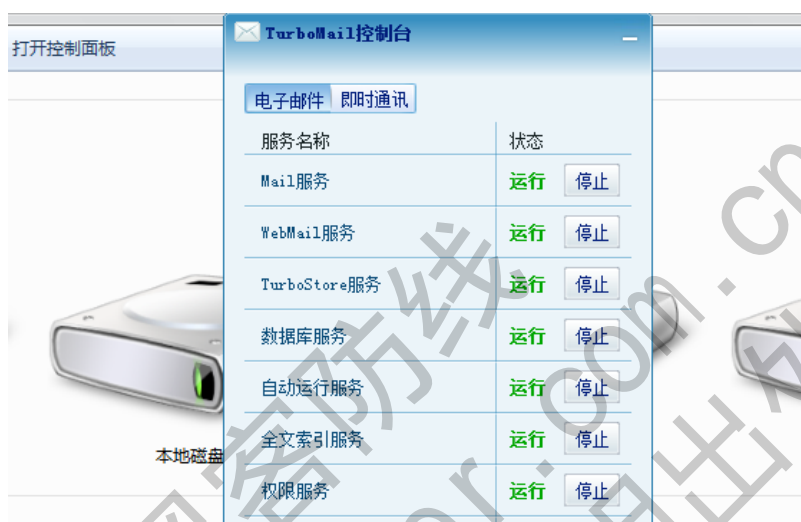 打开控制面板
TurboMail控制台
电子邮件 即时通讯
服务名称 状态
Mail服务 运行 停止
WebMail服务 运行 停止
TurboStore服务 运行 停止
数据库服务 运行 停止
自动运行服务 运行 停止
全文索引服务 运行 停止
权限服务 运行 停止
本地磁盘
客防线
r.com.cn